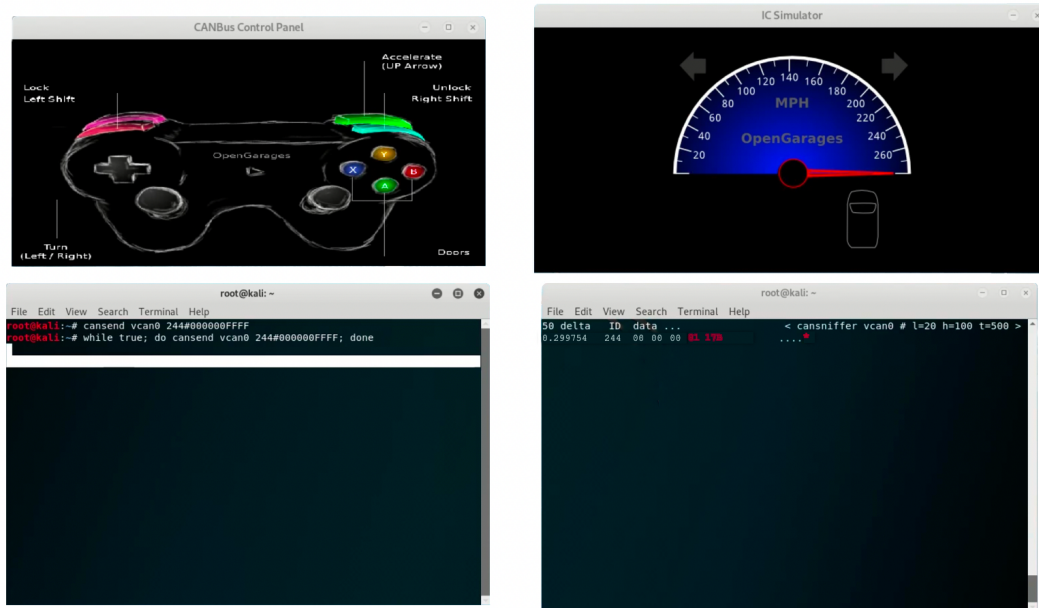 CANBus Control Panel
Accelerate
(UP Arrow)
Lock
Left Shift
Unlock
Right Shift
OpenGarages
Y
X
B
A
Turn
(Left / Right)
Doors
IC Simulator
20
40
60
80
100
120
140
160
180
200
220
240
260
MPH
OpenGarages
root@kali: ~
File Edit View Search Terminal Help
root@kali:~# cansend vcan0 244#000000FFFF
root@kali:~# while true; do cansend vcan0 244#000000FFFF; done
root@kali: ~
File Edit View Search Terminal Help
50 delta ID data ... < cansniffer vcan0 # l=20 h=100 t=500 >
0.299754 244 00 00 00